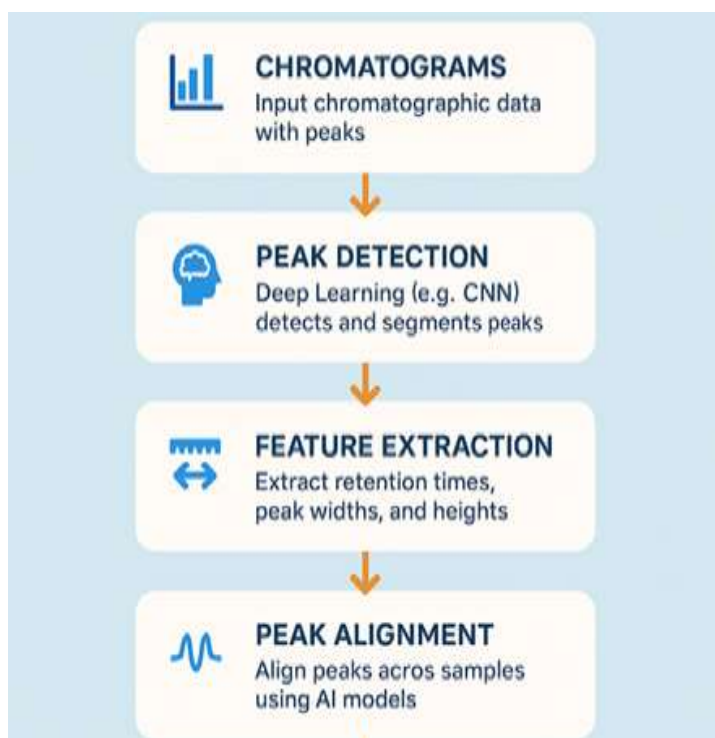 CHROMATOGRAMS
Input chromatographic data
with peaks
PEAK DETECTION
Deep Learning (e.g. CNN)
detects and segments peaks
FEATURE EXTRACTION
Extract retention times,
peak widths, and heights
PEAK ALIGNMENT
Align peaks acros samples
using AI models